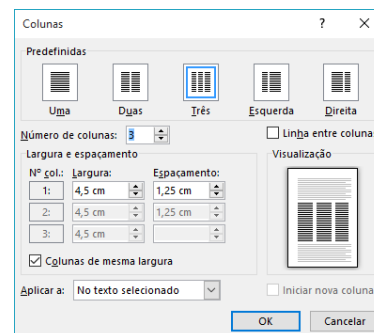 Colunas ? X
Predefinidas
Uma Duas Três Esquerda Direita
Número de colunas: 3 Linha entre colunas
Largura e espaçamento Visualização
Nº col.: Largura: Espaçamento:
1: 4,5 cm 1,25 cm
2: 4,5 cm 1,25 cm
3: 4,5 cm
Colunas de mesma largura
Aplicar a: No texto selecionado Iniciar nova coluna
OK Cancelar